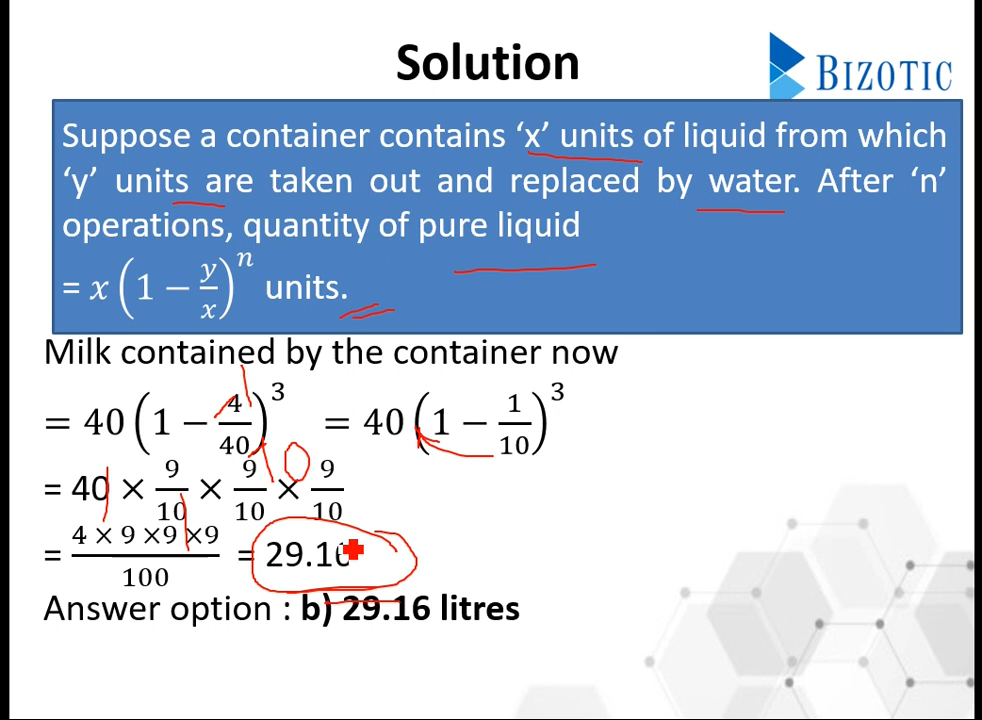 Solution
BIZOTIC
Suppose a container contains ‘x’ units of liquid from which
‘y’ units are taken out and replaced by water. After ‘n’
operations, quantity of pure liquid
= x (1 − y/x)^n units.
Milk contained by the container now
= 40 (1 − 4/40)^3 = 40 (1 − 1/10)^3
= 40 × 9/10 × 9/10 × 9/10
= (4 × 9 ×9 ×9)/100 = 29.16
Answer option : b) 29.16 litres